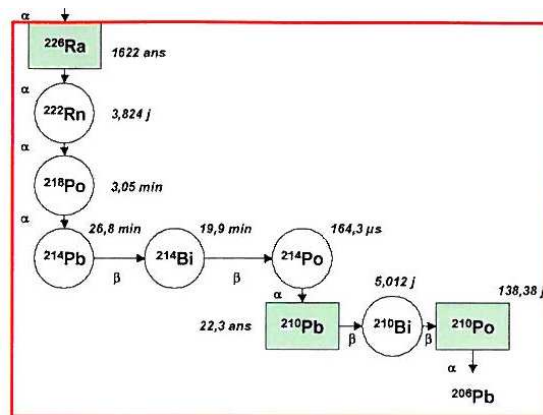 α
²²⁶Ra
1622 ans
α
²²²Rn
3,824 j
α
²¹⁸Po
3,05 min
α
26,8 min
19,9 min
164,3 µs
²¹⁴Pb
²¹⁴Bi
²¹⁴Po
β
β
α
5,012 j
138,38 j
22,3 ans
²¹⁰Pb
²¹⁰Bi
²¹⁰Po
β
β
α
²⁰⁶Pb